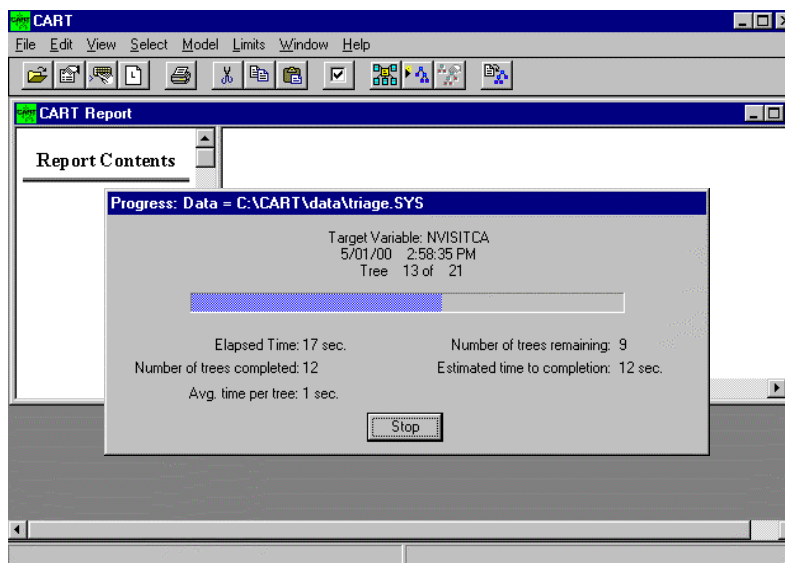 CART
File Edit View Select Model Limits Window Help
CART Report
Report Contents
Progress: Data = C:\CART\data\triage.SYS
Target Variable: NVISITCA
5/01/00 2:58:35 PM
Tree 13 of 21
Elapsed Time: 17 sec. Number of trees remaining: 9
Number of trees completed: 12 Estimated time to completion: 12 sec.
Avg. time per tree: 1 sec.
Stop